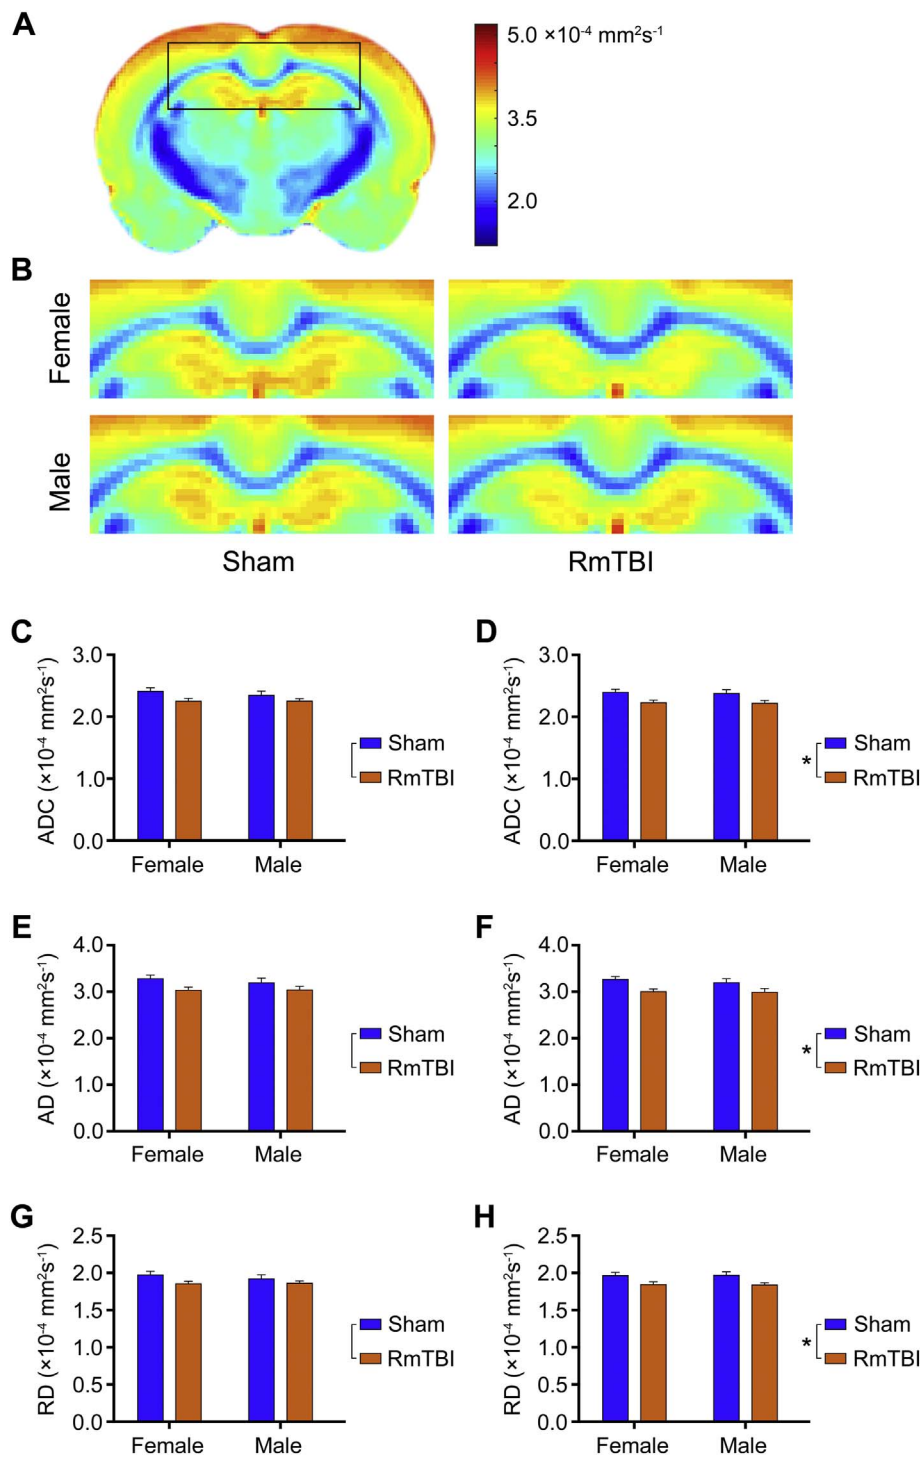 A
5.0 ×10⁻⁴ mm²s⁻¹
3.5
2.0
B
Female
Male
Sham
RmTBI
C
ADC (×10⁻⁴ mm²s⁻¹)
3.0
2.0
1.0
0.0
Female
Male
Sham
RmTBI
D
ADC (×10⁻⁴ mm²s⁻¹)
3.0
2.0
1.0
0.0
Female
Male
* Sham
RmTBI
E
AD (×10⁻⁴ mm²s⁻¹)
4.0
3.0
2.0
1.0
0.0
Female
Male
Sham
RmTBI
F
AD (×10⁻⁴ mm²s⁻¹)
4.0
3.0
2.0
1.0
0.0
Female
Male
* Sham
RmTBI
G
RD (×10⁻⁴ mm²s⁻¹)
2.5
2.0
1.5
1.0
0.5
0.0
Female
Male
Sham
RmTBI
H
RD (×10⁻⁴ mm²s⁻¹)
2.5
2.0
1.5
1.0
0.5
0.0
Female
Male
* Sham
RmTBI